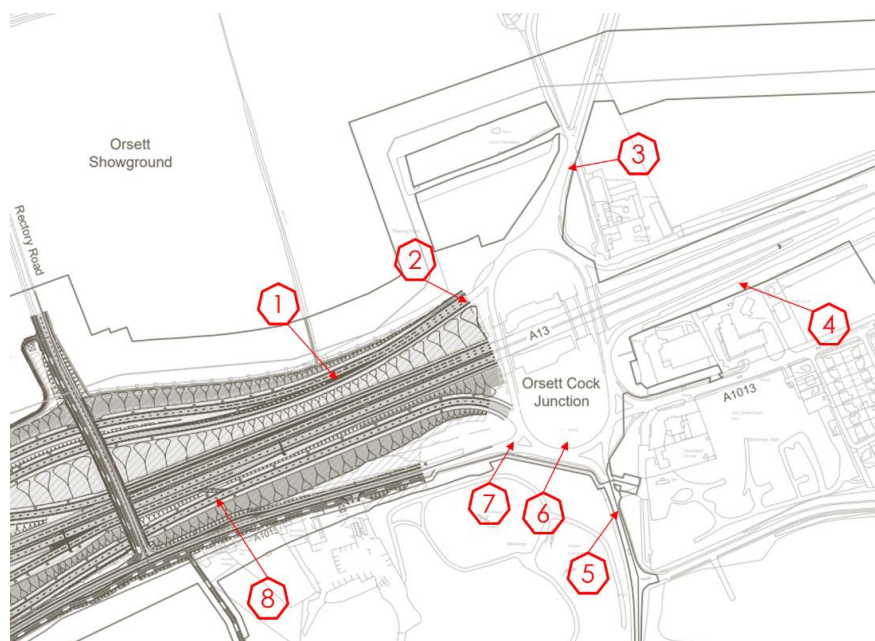 Orsett
Showground
Rectory Road
3
2
1
4
A13
Orsett Cock
Junction
A1013
7
6
5
A1013
8